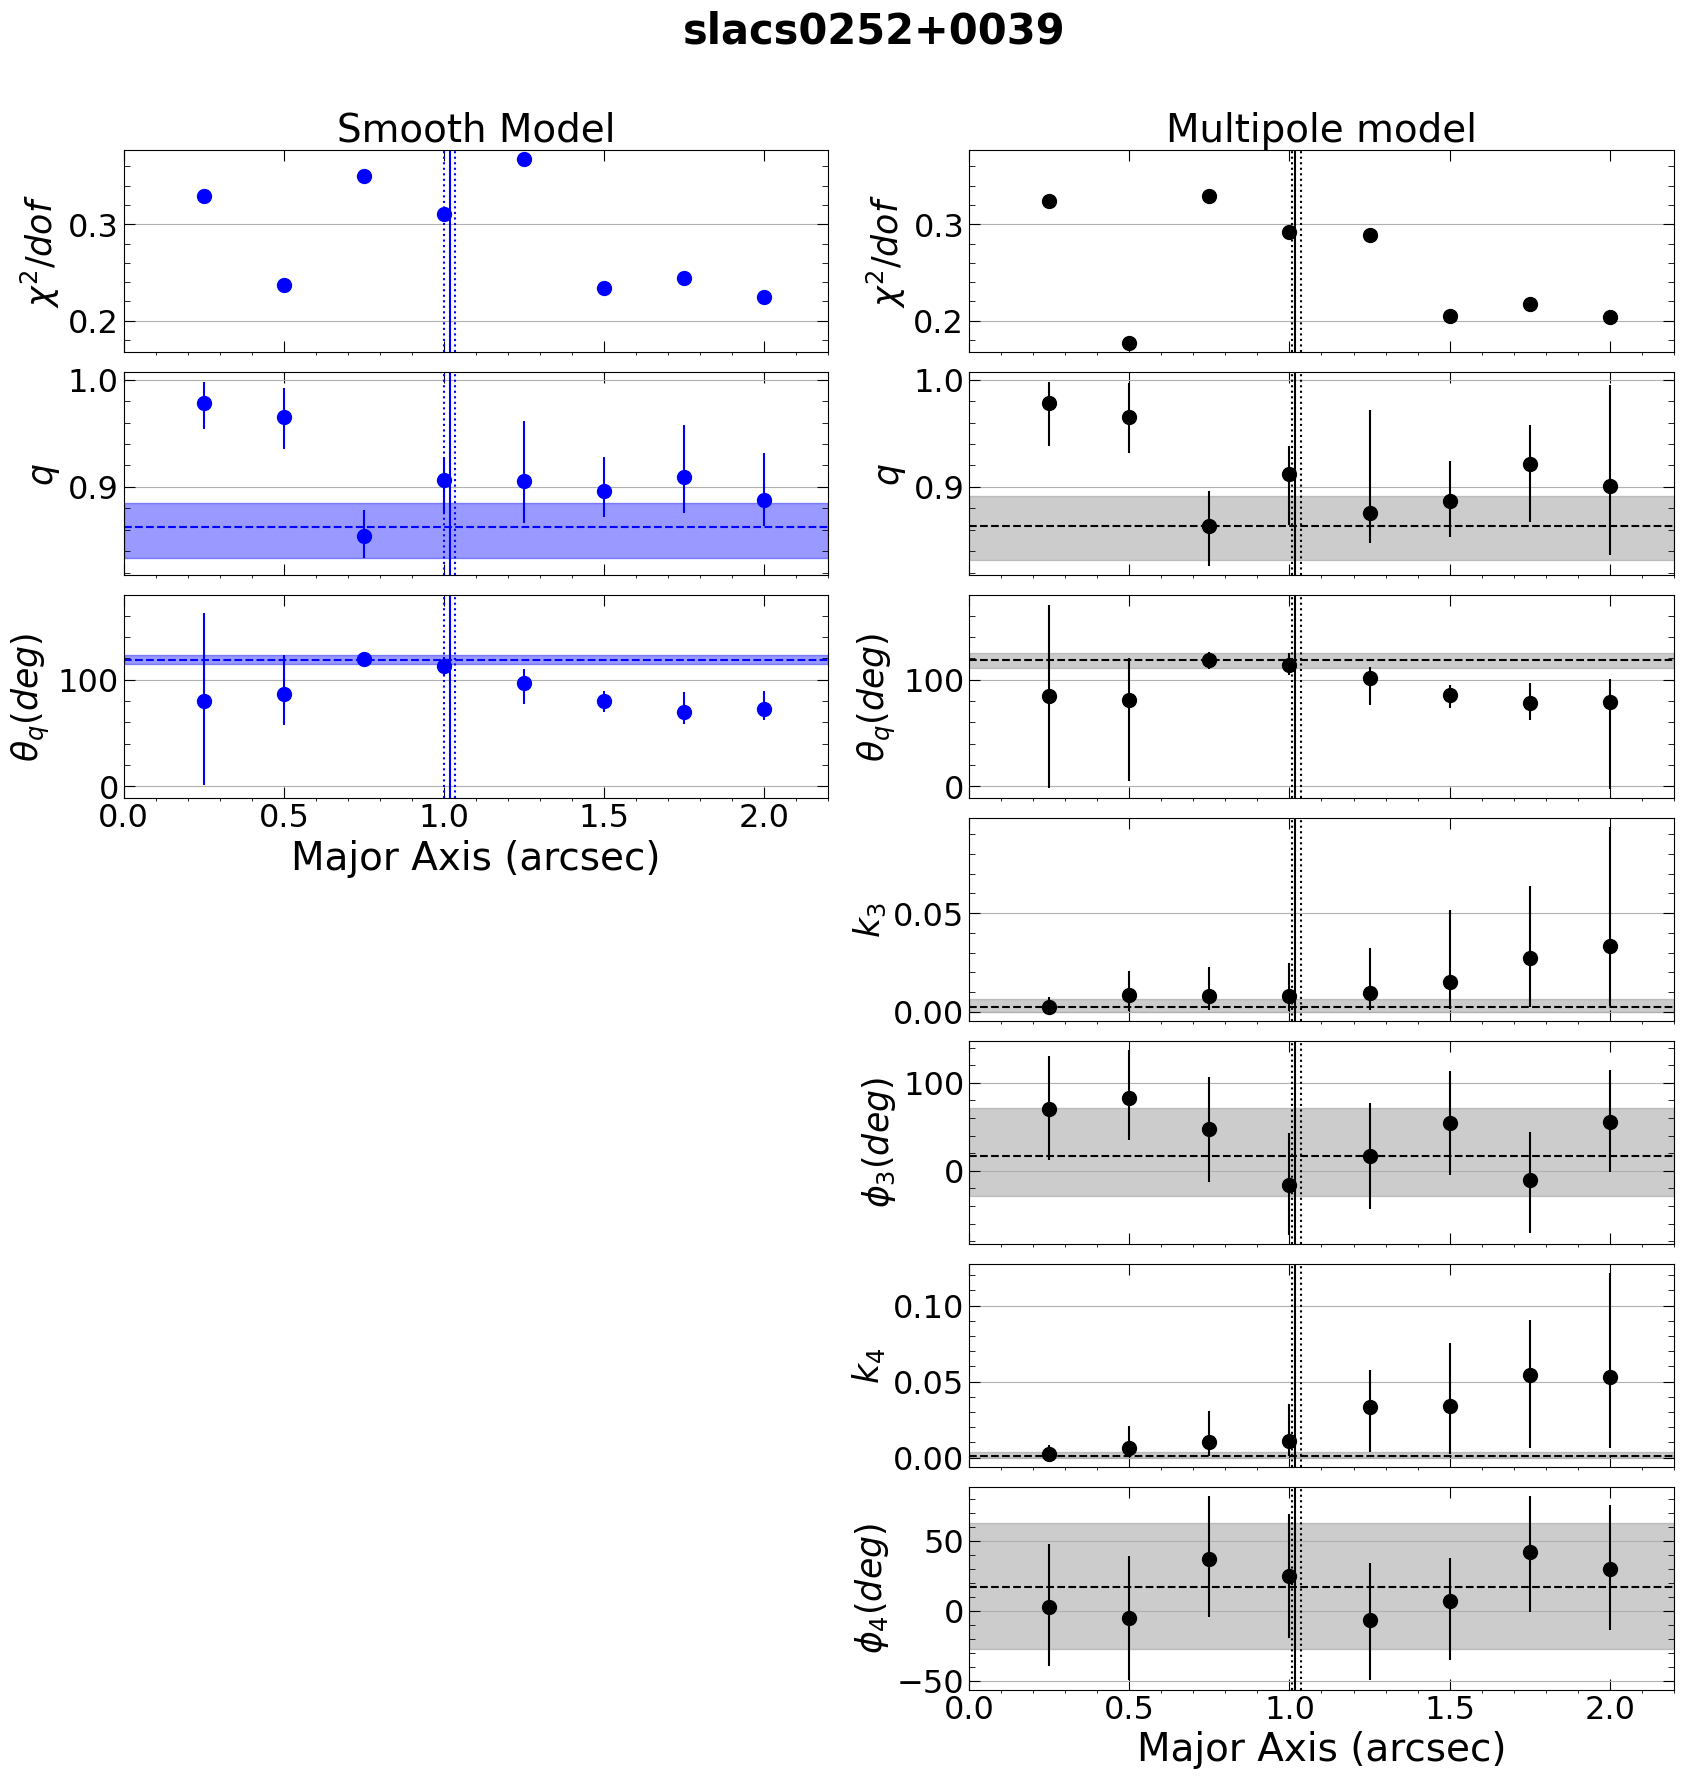 slacs0252+0039
Smooth Model
χ²/dof
0.3
0.2
q
1.0
0.9
θ_q(deg)
100
0
0.0 0.5 1.0 1.5 2.0
Major Axis (arcsec)
Multipole model
χ²/dof
0.3
0.2
q
1.0
0.9
θ_q(deg)
100
0
k₃
0.05
0.00
ϕ₃(deg)
100
0
k₄
0.10
0.05
0.00
ϕ₄(deg)
50
0
−50
0.0 0.5 1.0 1.5 2.0
Major Axis (arcsec)